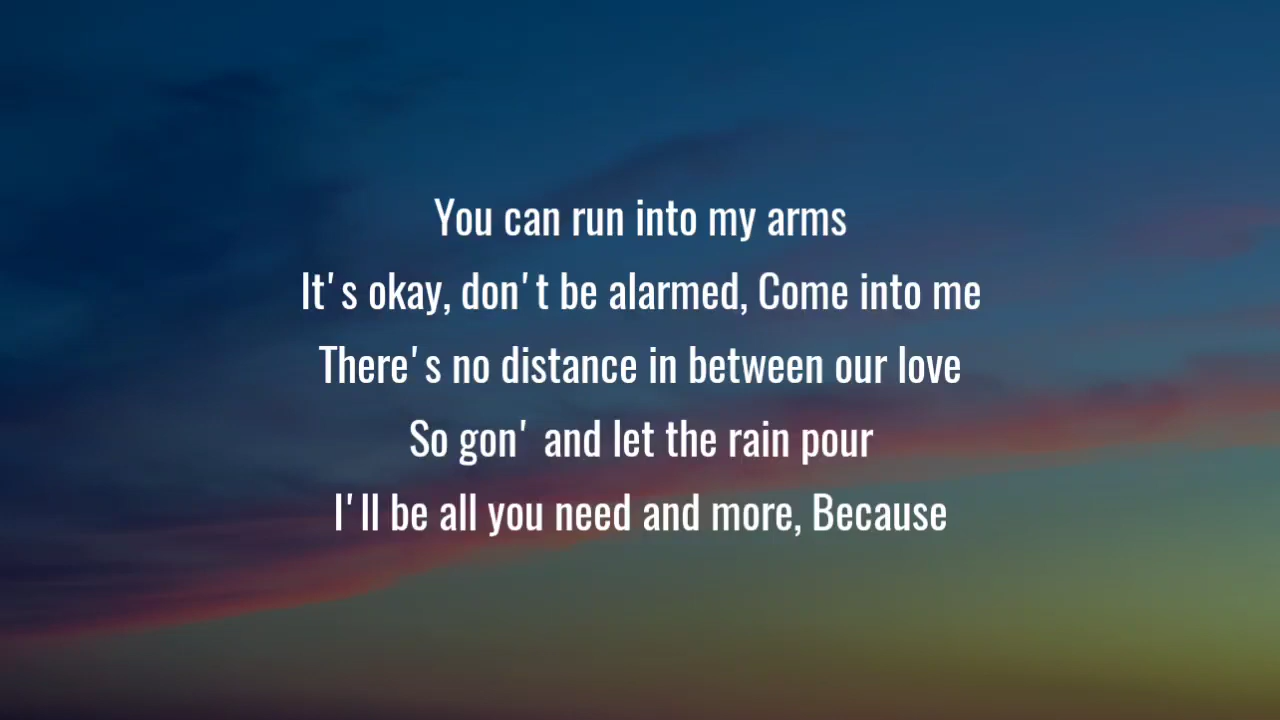 You can run into my arms
It's okay, don't be alarmed, Come into me
There's no distance in between our love
So gon' and let the rain pour
I'll be all you need and more, Because